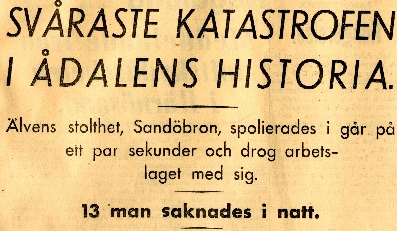 SVÅRASTE KATASTROFEN
I ÅDALENS HISTORIA.
Älvens stolthet, Sandöbron, spolierades i går på
ett par sekunder och drog arbets-
laget med sig.
13 man saknades i natt.